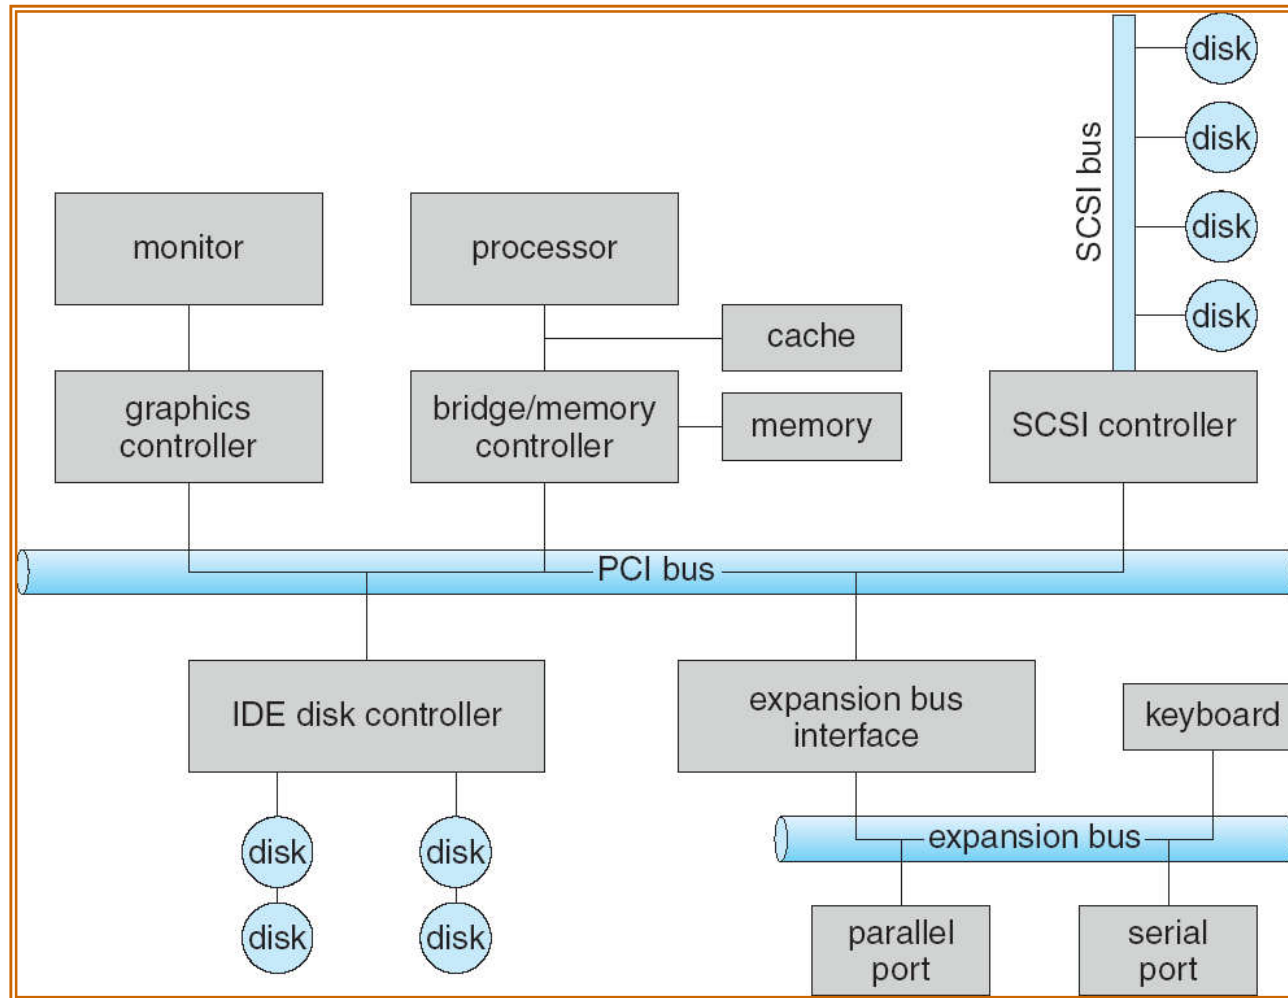 disk
disk
disk
disk
SCSI bus
monitor
processor
cache
graphics
controller
bridge/memory
controller
memory
SCSI controller
PCI bus
IDE disk controller
expansion bus
interface
keyboard
disk
disk
disk
disk
expansion bus
parallel
port
serial
port